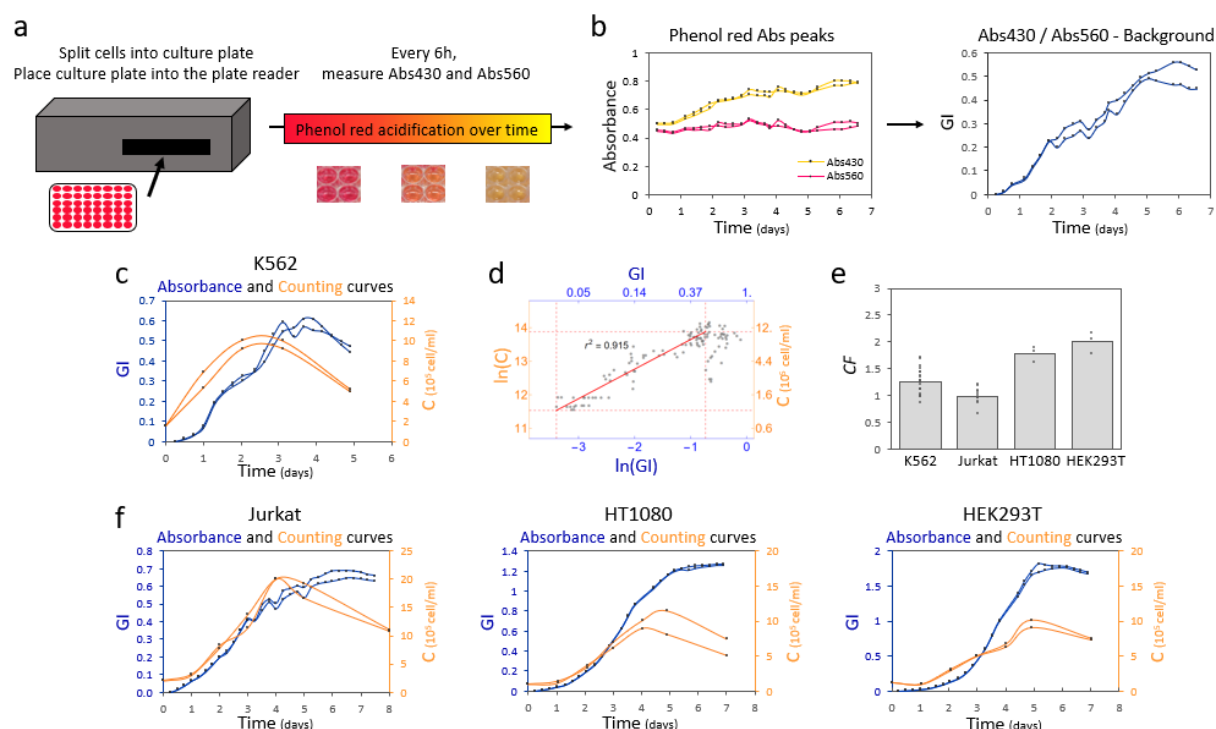 a
Split cells into culture plate
Place culture plate into the plate reader
Every 6h,
measure Abs430 and Abs560
Phenol red acidification over time
b
Phenol red Abs peaks
Absorbance
1
0.8
0.6
0.4
0.2
0
Abs430
Abs560
0 1 2 3 4 5 6 7
Time (days)
Abs430 / Abs560 - Background
GI
0.6
0.5
0.4
0.3
0.2
0.1
0
0 1 2 3 4 5 6 7
Time (days)
c
K562
Absorbance and Counting curves
GI
0.7
0.6
0.5
0.4
0.3
0.2
0.1
0
14
12
10
8
6
4
2
0
C (10⁵ cell/ml)
0 1 2 3 4 5 6
Time (days)
d
GI
0.05 0.14 0.37 1.
ln(C)
14
13
12
11
r² = 0.915
12.
4.4
1.6
0.6
C (10⁵ cell/ml)
−3 −2 −1 0
ln(GI)
e
CF
3
2.5
2
1.5
1
0.5
0
K562 Jurkat HT1080 HEK293T
f
Jurkat
Absorbance and Counting curves
GI
0.8
0.7
0.6
0.5
0.4
0.3
0.2
0.1
0.0
25
20
15
10
5
0
C (10⁵ cell/ml)
0 1 2 3 4 5 6 7 8
Time (days)
HT1080
Absorbance and Counting curves
GI
1.4
1.2
1
0.8
0.6
0.4
0.2
0
20
15
10
5
0
C (10⁵ cell/ml)
0 1 2 3 4 5 6 7 8
Time (days)
HEK293T
Absorbance and Counting curves
GI
2
1.5
1
0.5
0
20
15
10
5
0
C (10⁵ cell/ml)
0 1 2 3 4 5 6 7 8
Time (days)